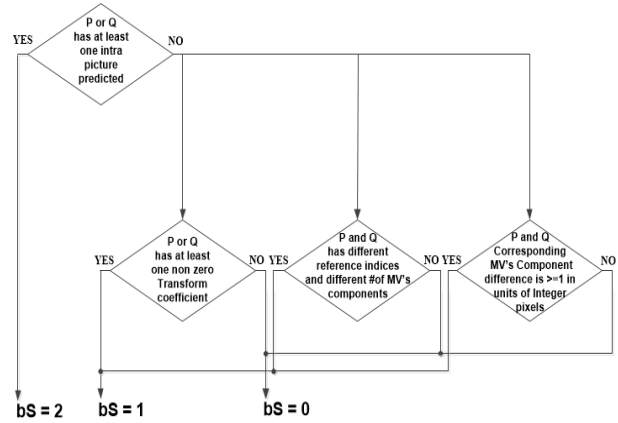 P or Q
has at least
one intra
picture
predicted
YES
NO
P or Q
has at least
one non zero
Transform
coefficient
YES
NO
P and Q
has different
reference indices
and different #of MV's
components
YES
NO
P and Q
Corresponding
MV's Component
difference is >=1 in
units of Integer
pixels
YES
NO
bS = 2
bS = 1
bS = 0